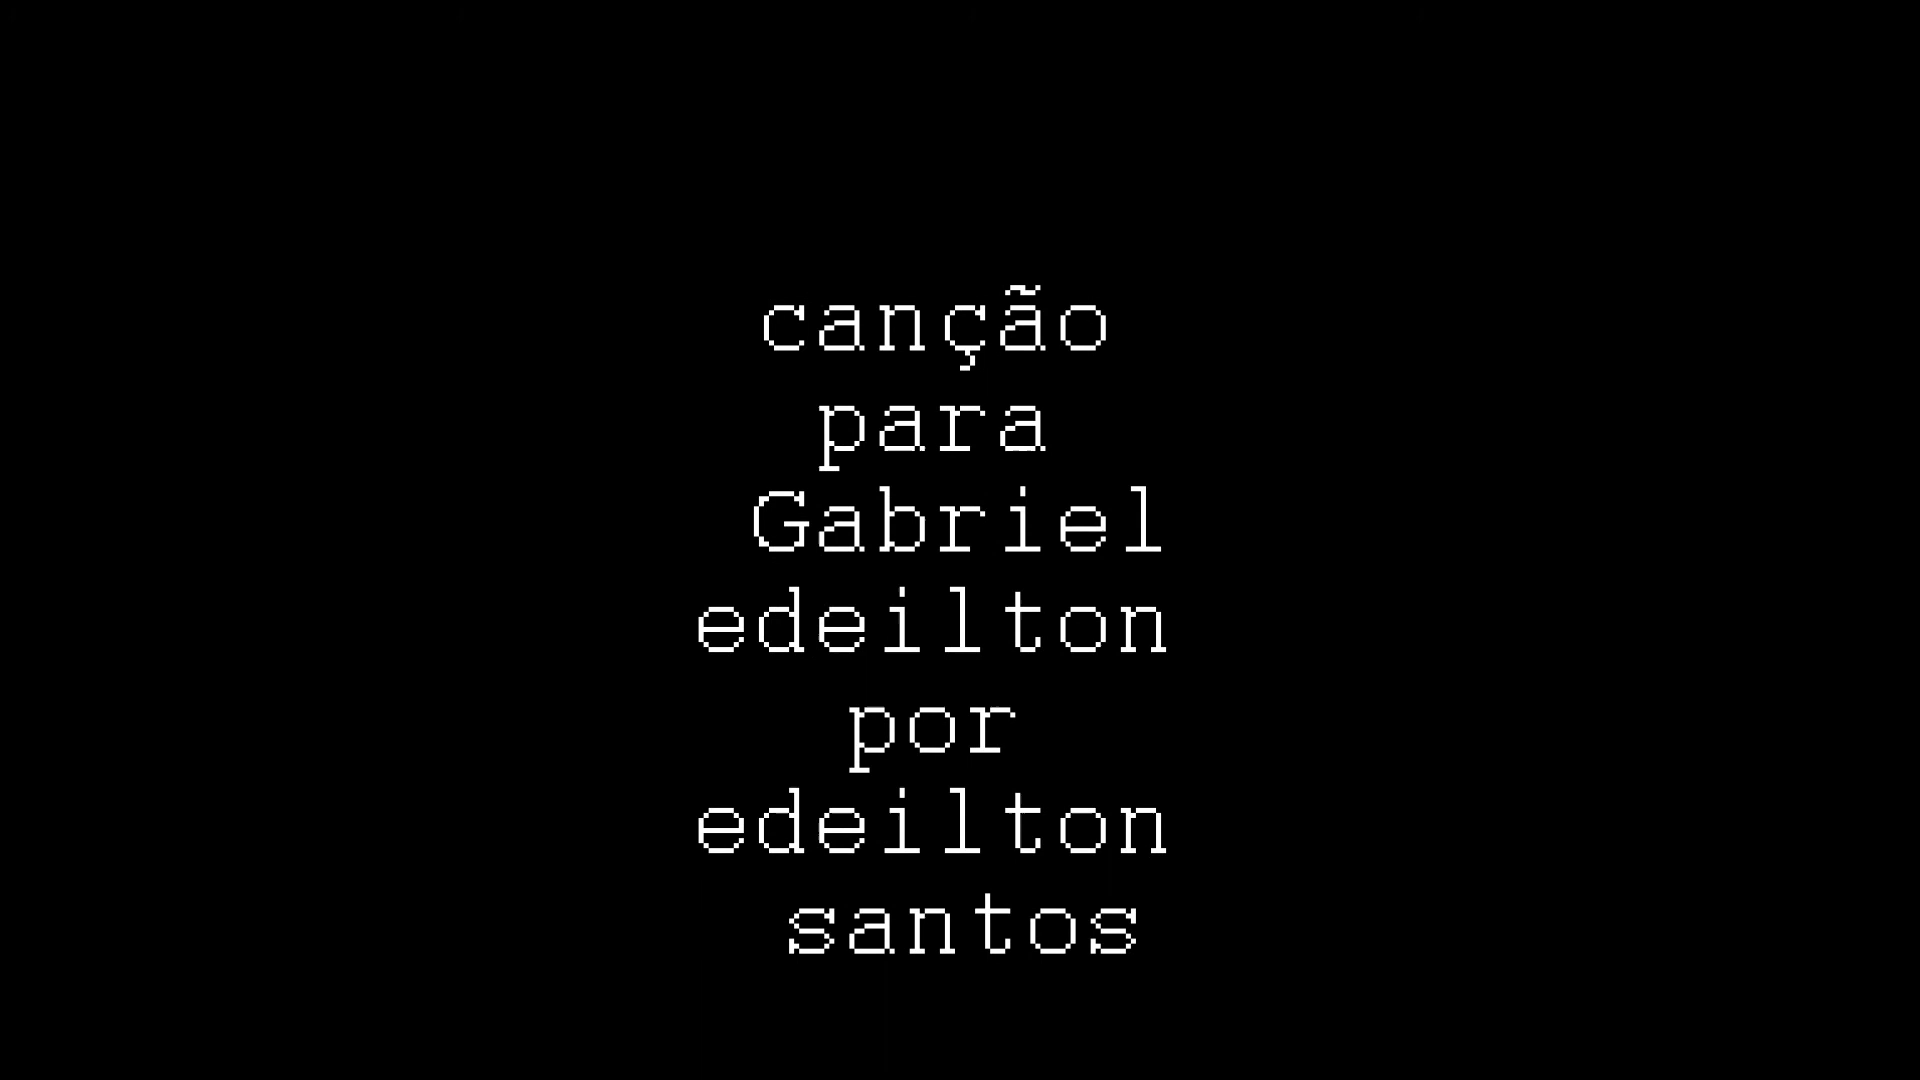 canção
para
Gabriel
edeilton
por
edeilton
santos